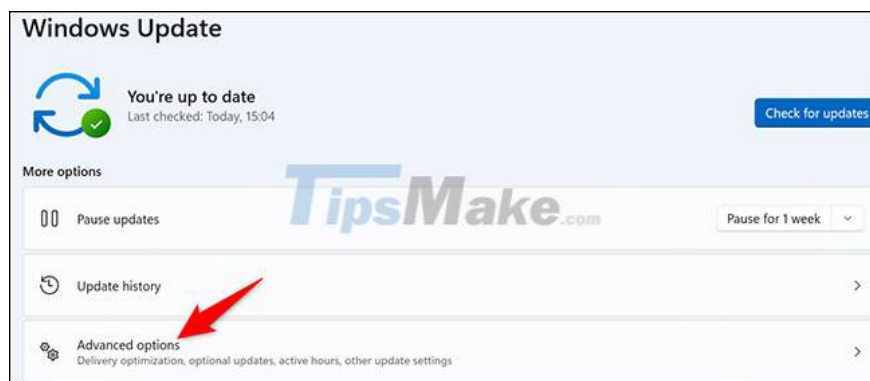 Windows Update
You're up to date
Last checked: Today, 15:04
Check for updates
More options
TipsMake.com
Pause updates
Pause for 1 week
Update history
Advanced options
Delivery optimization, optional updates, active hours, other update settings